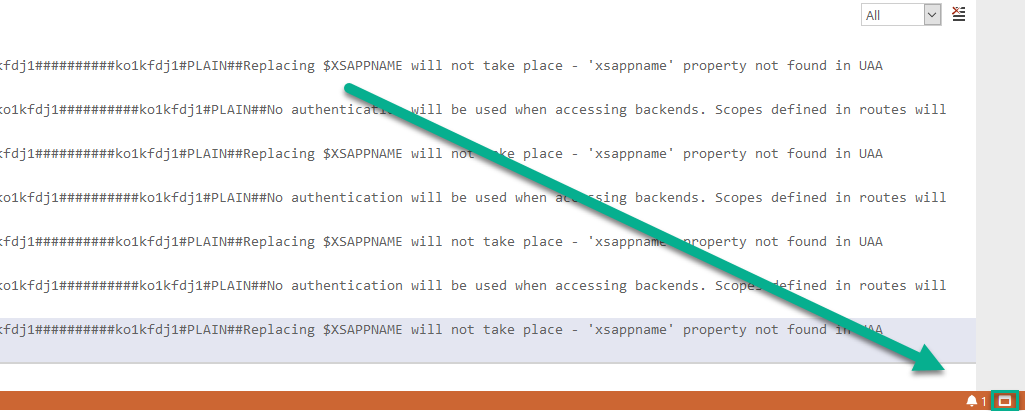 All
kfdj1##########ko1kfdj1#PLAIN##Replacing $XSAPPNAME will not take place - 'xsappname' property not found in UAA
ko1kfdj1##########ko1kfdj1#PLAIN##No authentication will be used when accessing backends. Scopes defined in routes will
kfdj1##########ko1kfdj1#PLAIN##Replacing $XSAPPNAME will not take place - 'xsappname' property not found in UAA
ko1kfdj1##########ko1kfdj1#PLAIN##No authentication will be used when accessing backends. Scopes defined in routes will
kfdj1##########ko1kfdj1#PLAIN##Replacing $XSAPPNAME will not take place - 'xsappname' property not found in UAA
ko1kfdj1##########ko1kfdj1#PLAIN##No authentication will be used when accessing backends. Scopes defined in routes will
kfdj1##########ko1kfdj1#PLAIN##Replacing $XSAPPNAME will not take place - 'xsappname' property not found in UAA
1